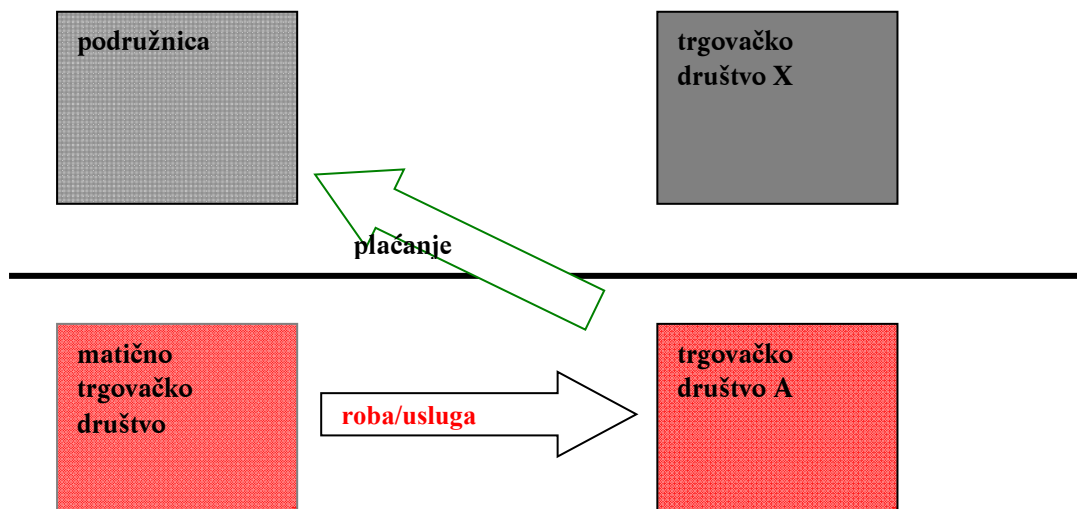 podružnica
trgovačko
društvo X
plaćanje
matično
trgovačko
društvo
roba/usluga
trgovačko
društvo A